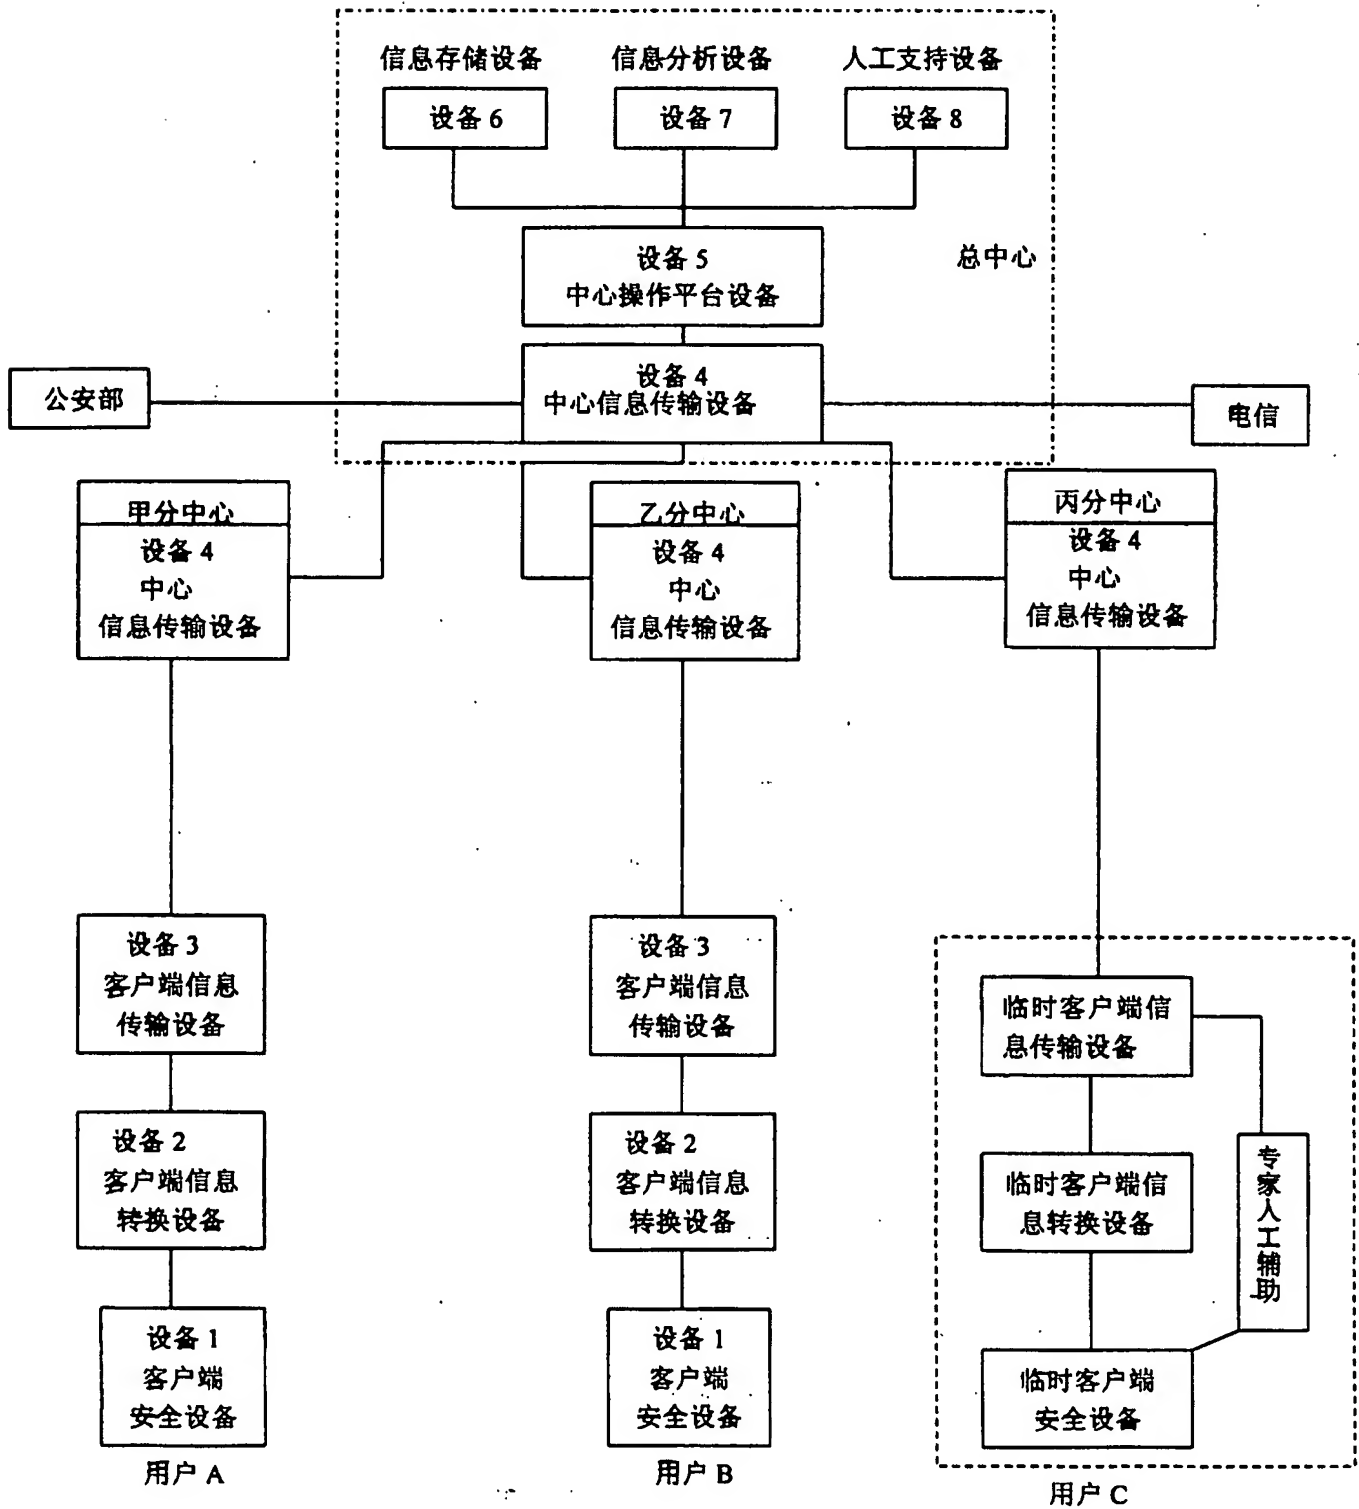 信息存储设备
信息分析设备
人工支持设备
设备 6
设备 7
设备 8
设备 5
中心操作平台设备
总中心
设备 4
中心信息传输设备
公安部
电信
甲分中心
设备 4
中心
信息传输设备
乙分中心
设备 4
中心
信息传输设备
丙分中心
设备 4
中心
信息传输设备
设备 3
客户端信息
传输设备
设备 2
客户端信息
转换设备
设备 1
客户端
安全设备
用户 A
设备 3
客户端信息
传输设备
设备 2
客户端信息
转换设备
设备 1
客户端
安全设备
用户 B
临时客户端信
息传输设备
临时客户端信
息转换设备
专家人工辅助
临时客户端
安全设备
用户 C